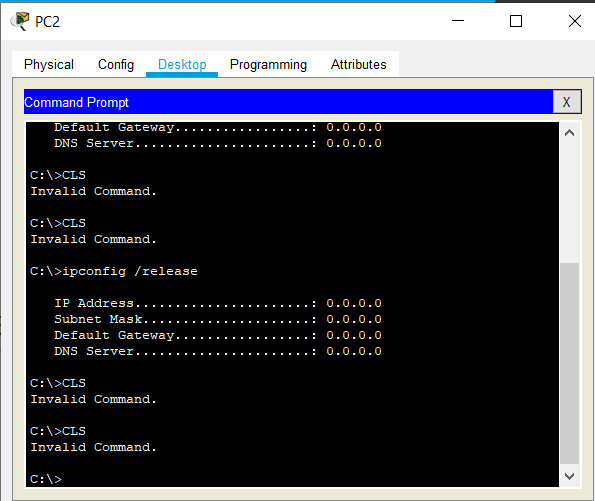 PC2
Physical Config Desktop Programming Attributes
Command Prompt X
Default Gateway..................: 0.0.0.0
DNS Server.......................: 0.0.0.0
C:\>CLS
Invalid Command.
C:\>CLS
Invalid Command.
C:\>ipconfig /release
IP Address.......................: 0.0.0.0
Subnet Mask......................: 0.0.0.0
Default Gateway..................: 0.0.0.0
DNS Server.......................: 0.0.0.0
C:\>CLS
Invalid Command.
C:\>CLS
Invalid Command.
C:\>